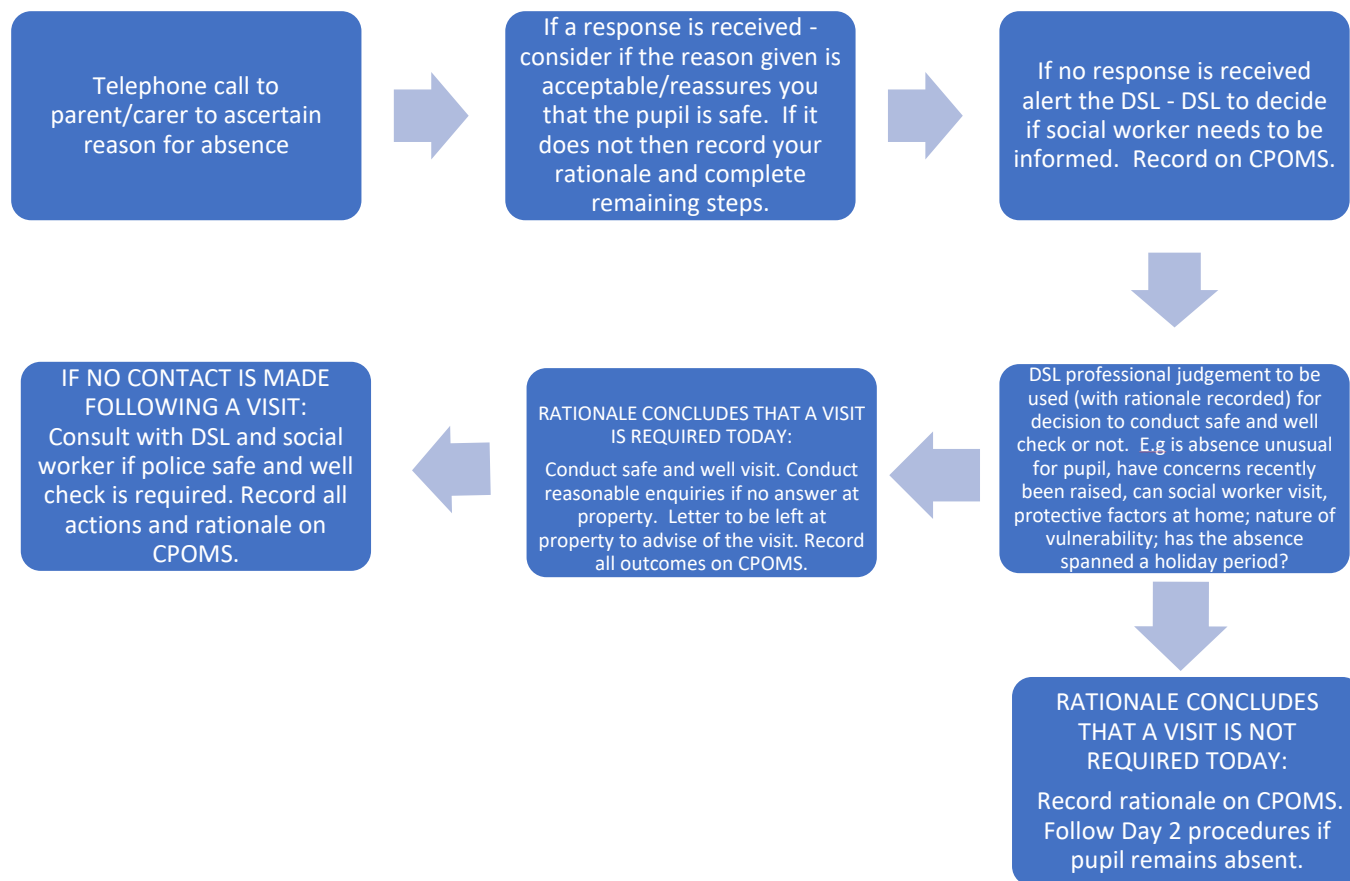 Telephone call to
parent/carer to ascertain
reason for absence
If a response is received -
consider if the reason given is
acceptable/reassures you
that the pupil is safe.  If it
does not then record your
rationale and complete
remaining steps.
If no response is received
alert the DSL - DSL to decide
if social worker needs to be
informed.  Record on CPOMS.
DSL professional judgement to be
used (with rationale recorded) for
decision to conduct safe and well
check or not.  E.g is absence unusual
for pupil, have concerns recently
been raised, can social worker visit,
protective factors at home; nature of
vulnerability; has the absence
spanned a holiday period?
RATIONALE CONCLUDES THAT A VISIT
IS REQUIRED TODAY:
Conduct safe and well visit. Conduct
reasonable enquiries if no answer at
property.  Letter to be left at
property to advise of the visit. Record
all outcomes on CPOMS.
IF NO CONTACT IS MADE
FOLLOWING A VISIT:
Consult with DSL and social
worker if police safe and well
check is required. Record all
actions and rationale on
CPOMS.
RATIONALE CONCLUDES
THAT A VISIT IS NOT
REQUIRED TODAY:
Record rationale on CPOMS.
Follow Day 2 procedures if
pupil remains absent.